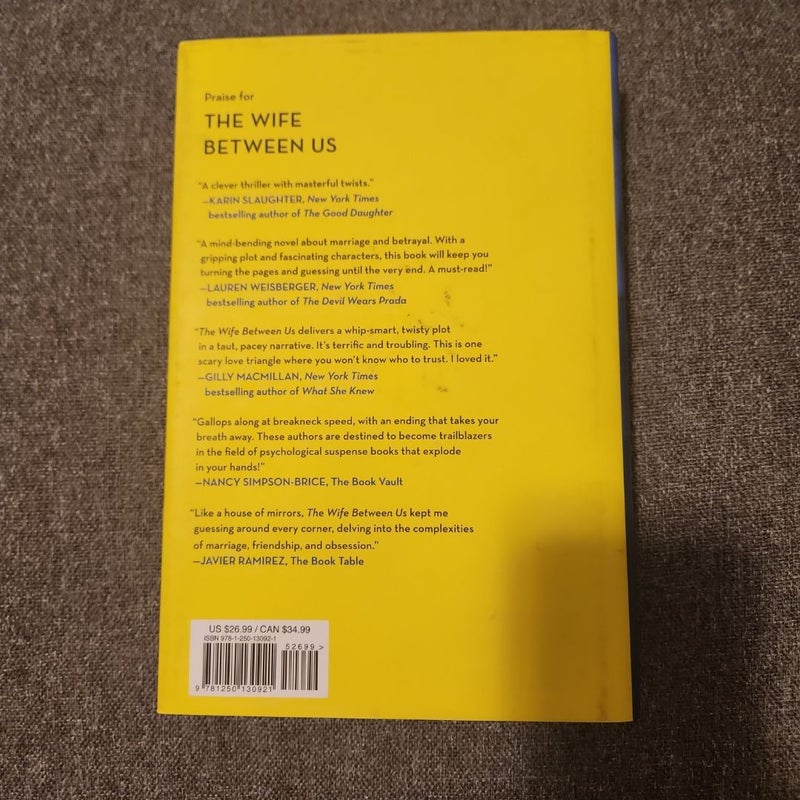 Praise for
THE WIFE
BETWEEN US
"A clever thriller with masterful twists."
—KARIN SLAUGHTER, New York Times
bestselling author of The Good Daughter
"A mind-bending novel about marriage and betrayal. With a
gripping plot and fascinating characters, this book will keep you
turning the pages and guessing until the very end. A must-read!"
—LAUREN WEISBERGER, New York Times
bestselling author of The Devil Wears Prada
"The Wife Between Us delivers a whip-smart, twisty plot
in a taut, pacey narrative. It's terrific and troubling. This is one
scary love triangle where you won't know who to trust. I loved it."
—GILLY MACMILLAN, New York Times
bestselling author of What She Knew
"Gallops along at breakneck speed, with an ending that takes your
breath away. These authors are destined to become trailblazers
in the field of psychological suspense books that explode
in your hands!"
—NANCY SIMPSON-BRICE, The Book Vault
"Like a house of mirrors, The Wife Between Us kept me
guessing around every corner, delving into the complexities
of marriage, friendship, and obsession."
—JAVIER RAMIREZ, The Book Table
US $26.99 / CAN $34.99
ISBN 978-1-250-13092-1
52699 >
9 781250 130921